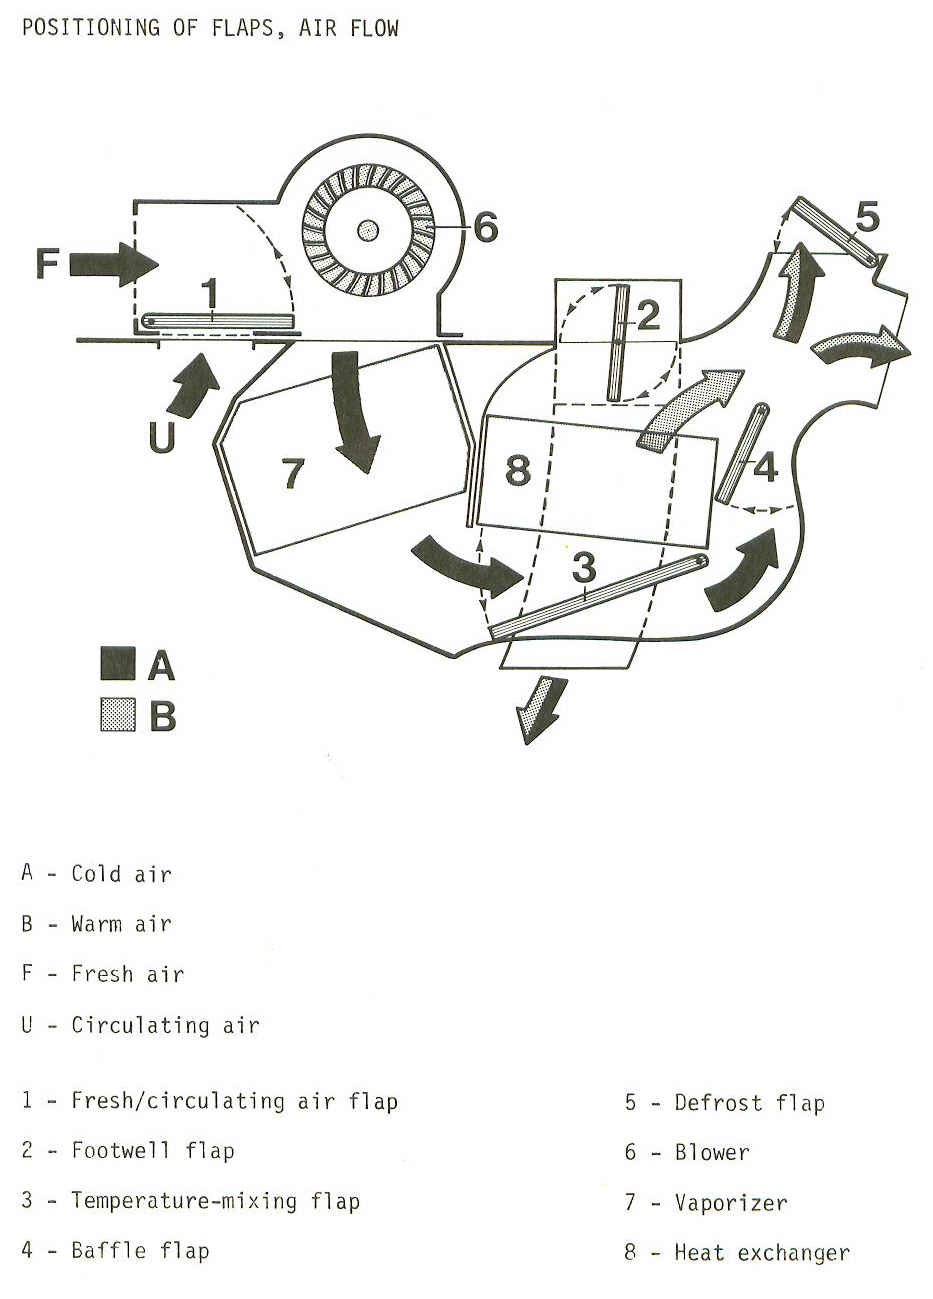 POSITIONING OF FLAPS, AIR FLOW
6
5
F
1
2
U
7
8
4
3
A
B
A - Cold air
B - Warm air
F - Fresh air
U - Circulating air
1 - Fresh/circulating air flap
2 - Footwell flap
3 - Temperature-mixing flap
4 - Baffle flap
5 - Defrost flap
6 - Blower
7 - Vaporizer
8 - Heat exchanger